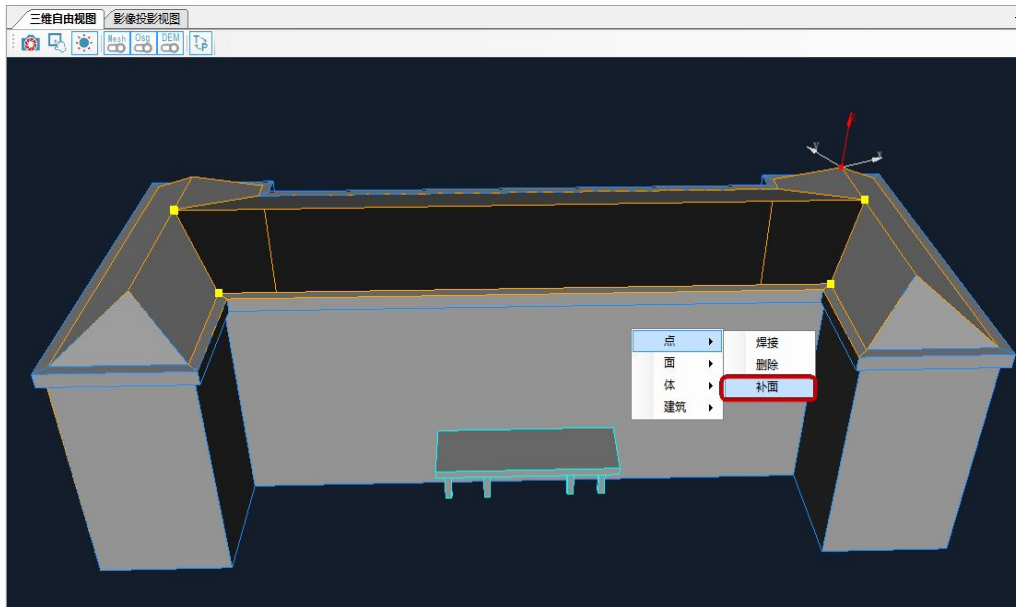 三维自由视图 影像投影视图
Mesh Osg DEM T P
z
y x
点 焊接
面 删除
体 补面
建筑